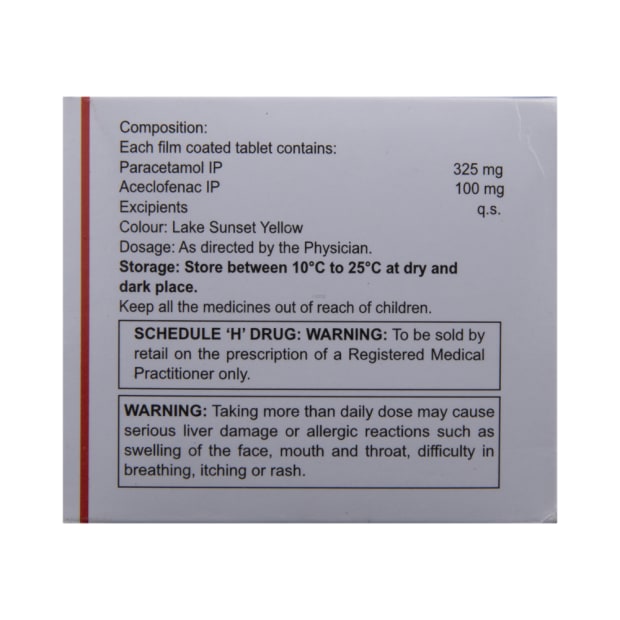 Composition:
Each film coated tablet contains:
Paracetamol IP 325 mg
Aceclofenac IP 100 mg
Excipients q.s.
Colour: Lake Sunset Yellow
Dosage: As directed by the Physician.
Storage: Store between 10°C to 25°C at dry and
dark place.
Keep all the medicines out of reach of children.
SCHEDULE ‘H’ DRUG: WARNING: To be sold by
retail on the prescription of a Registered Medical
Practitioner only.
WARNING: Taking more than daily dose may cause
serious liver damage or allergic reactions such as
swelling of the face, mouth and throat, difficulty in
breathing, itching or rash.